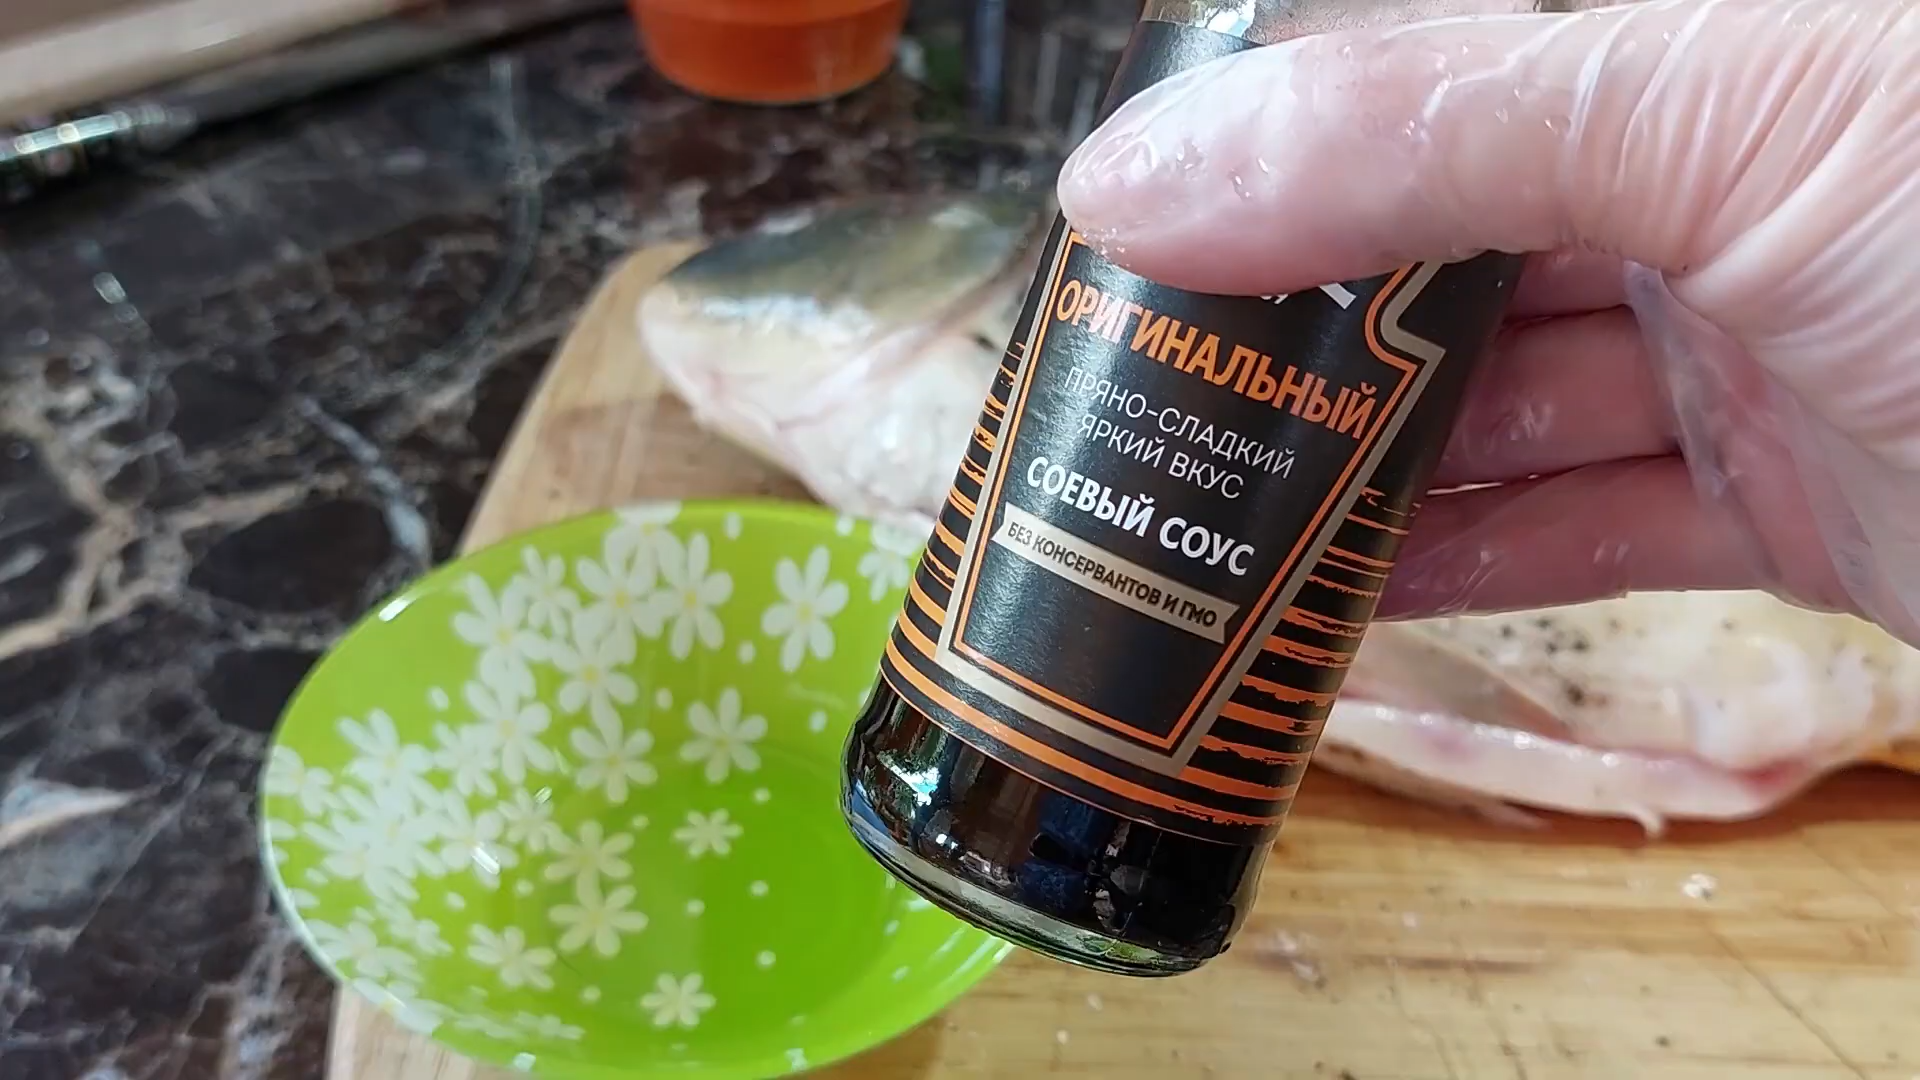 ОРИГИНАЛЬНЫЙ
ПРЯНО-СЛАДКИЙ
ЯРКИЙ ВКУС
СОЕВЫЙ СОУС
БЕЗ КОНСЕРВАНТОВ И ГМО